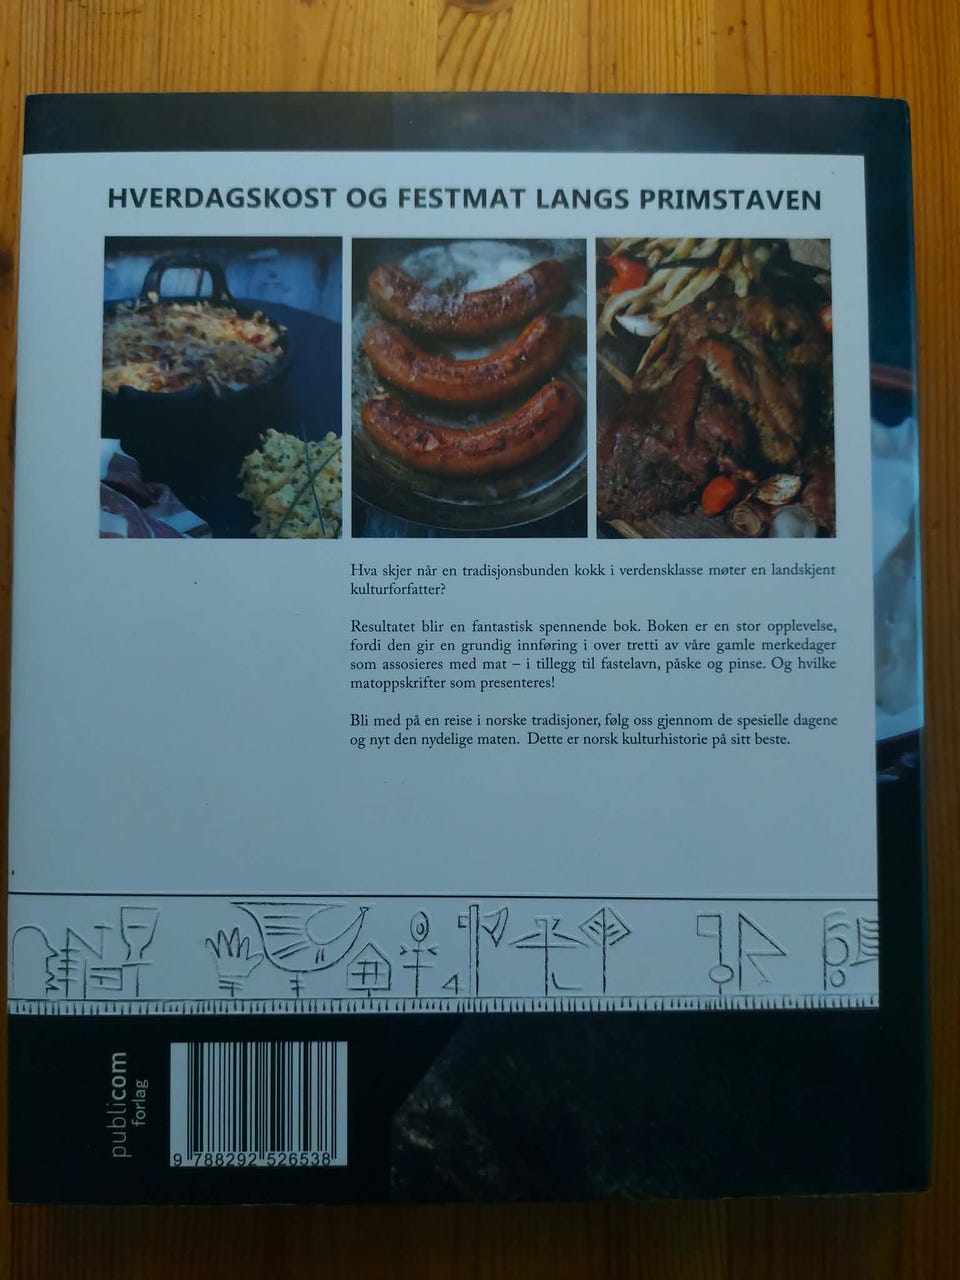 HVERDAGSKOST OG FESTMAT LANGS PRIMSTAVEN
Hva skjer når en tradisjonsbunden kokk i verdensklasse møter en landskjent
kulturforfatter?
Resultatet blir en fantastisk spennende bok. Boken er en stor opplevelse,
fordi den gir en grundig innføring i over tretti av våre gamle merkedager
som assosieres med mat – i tillegg til fastelavn, påske og pinse. Og hvilke
matoppskrifter som presenteres!
Bli med på en reise i norske tradisjoner, følg oss gjennom de spesielle dagene
og nyt den nydelige maten. Dette er norsk kulturhistorie på sitt beste.
publicom
forlag
9 788292 526538